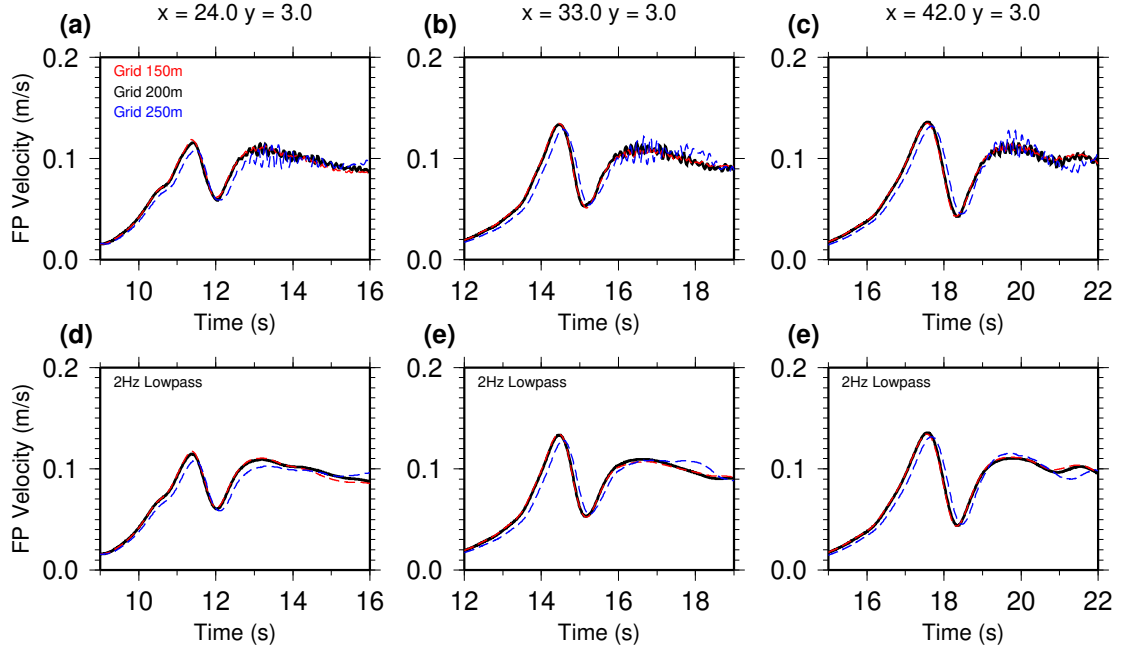 (a) x = 24.0 y = 3.0
(b) x = 33.0 y = 3.0
(c) x = 42.0 y = 3.0
Grid 150m
Grid 200m
Grid 250m
FP Velocity (m/s)
0.2
0.1
0.0
10 12 14 16
Time (s)
0.2
0.1
0.0
12 14 16 18
Time (s)
0.2
0.1
0.0
16 18 20 22
Time (s)
(d)
2Hz Lowpass
FP Velocity (m/s)
0.2
0.1
0.0
10 12 14 16
Time (s)
(e)
2Hz Lowpass
0.2
0.1
0.0
12 14 16 18
Time (s)
(e)
2Hz Lowpass
0.2
0.1
0.0
16 18 20 22
Time (s)